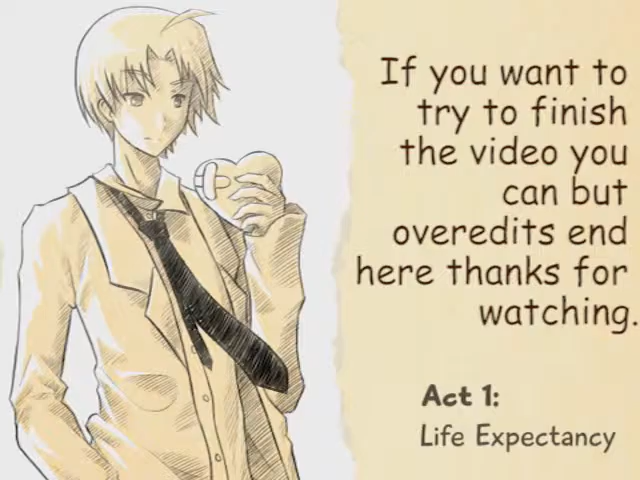 If you want to
try to finish
the video you
can but
overedits end
here thanks for
watching.
Act 1:
Life Expectancy